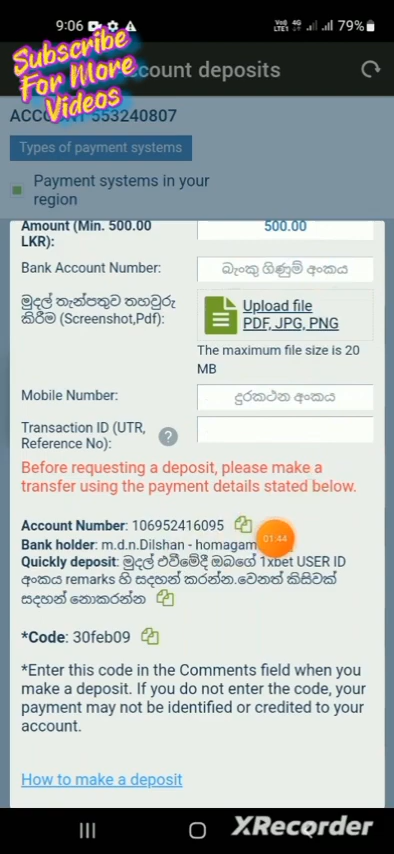 9:06
VoD LTE1 4G 79%
Subscribe
For More
Videos
count deposits
ACCOUNT 553240807
Types of payment systems
Payment systems in your
region
Amount (Min. 500.00
LKR):
500.00
Bank Account Number:
බැංකු ගිණුම් අංකය
මුදල් තැන්පතුව තහවුරු
කිරීම (Screenshot,Pdf):
Upload file
PDF, JPG, PNG
The maximum file size is 20
MB
Mobile Number:
දුරකථන අංකය
Transaction ID (UTR,
Reference No):
?
Before requesting a deposit, please make a
transfer using the payment details stated below.
Account Number: 106952416095
01:44
Bank holder: m.d.n.Dilshan - homagam
Quickly deposit: මුදල් එවීමේදී ඔබගේ 1xbet USER ID
අංකය remarks හි සදහන් කරන්න.වෙනත් කිසිවක්
සදහන් නොකරන්න
*Code: 30feb09
*Enter this code in the Comments field when you
make a deposit. If you do not enter the code, your
payment may not be identified or credited to your
account.
How to make a deposit
XRecorder